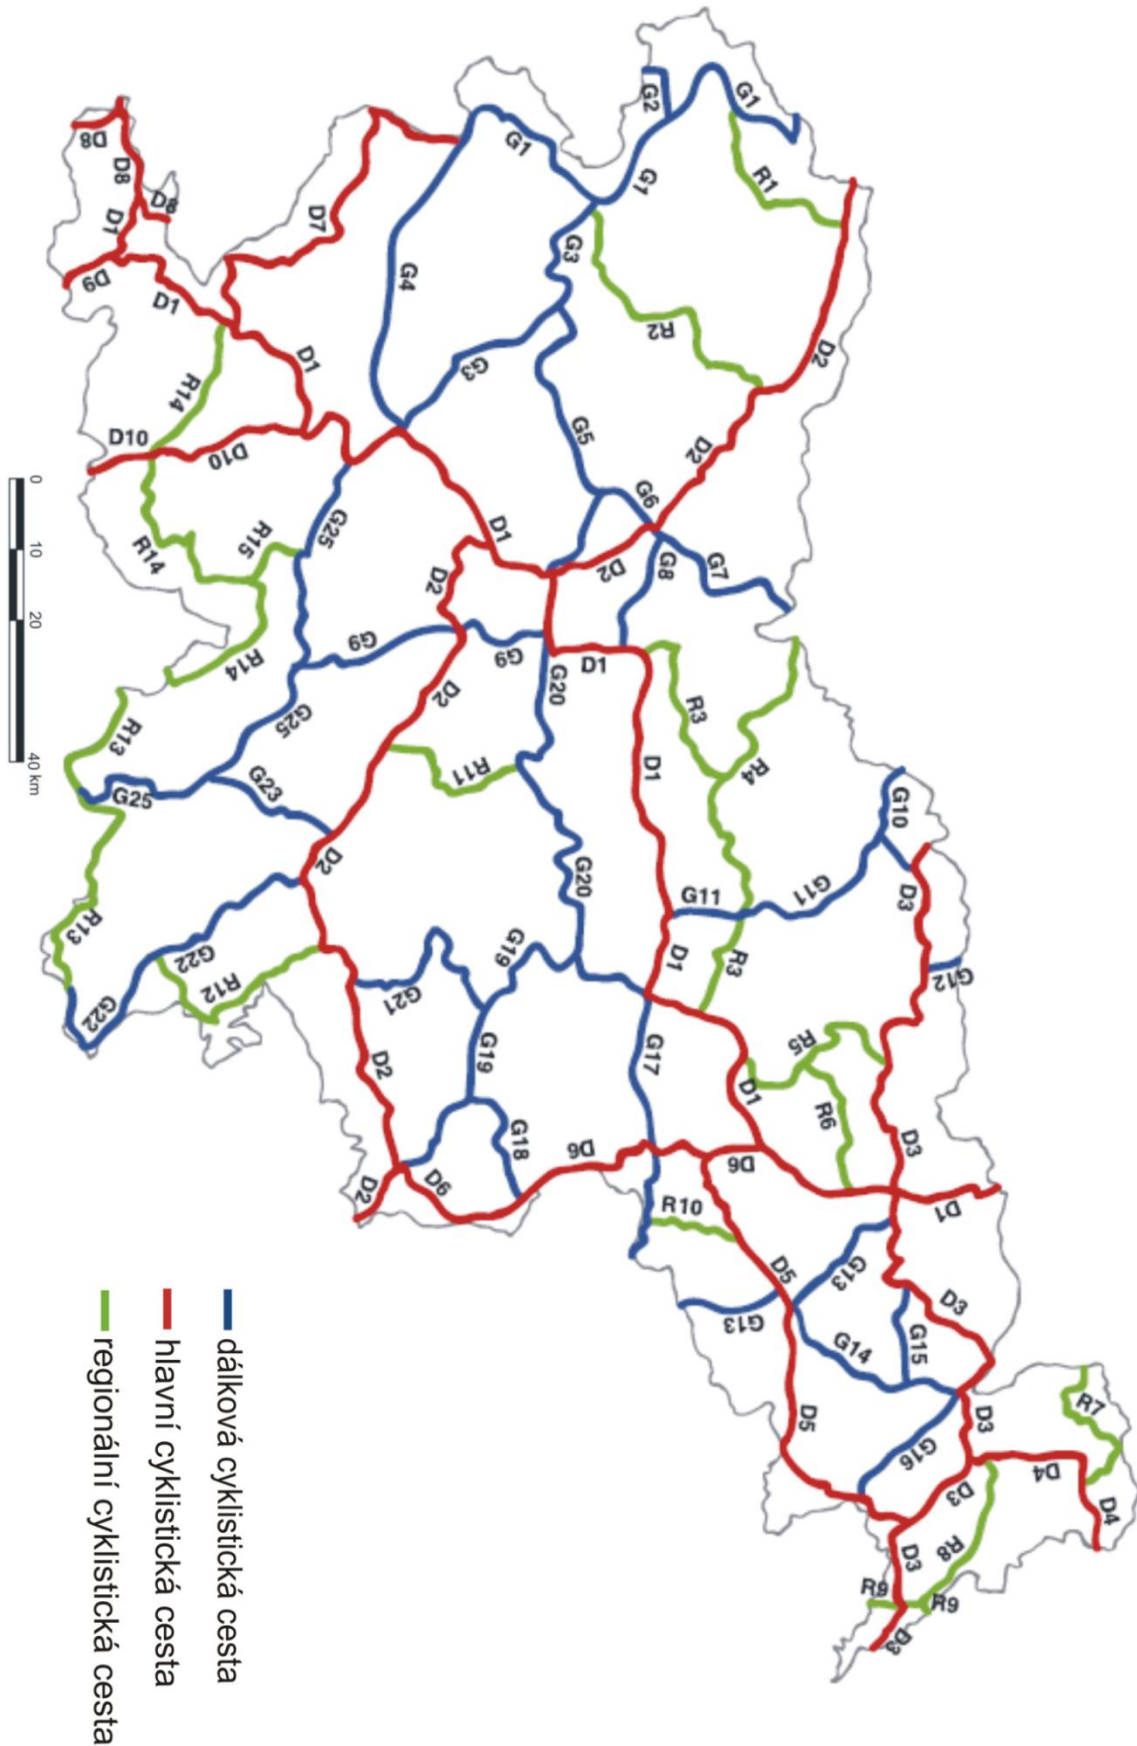 G1
G2
R1
G1
G1
D8
D8
D8
D1
D9
D7
G3
G4
D1
R2
D2
D1
G3
R14
D10
D10
G5
D2
G6
D1
G25
R15
R14
G7
G8
D2
D2
G9
G9
D1
R14
D2
G20
R3
G25
R13
D1
R4
R11
G23
G25
G10
D2
G20
G11
G11
D3
R13
G19
D1
R3
G12
G22
R12
G21
G22
G19
G17
R5
D2
D1
R6
G18
D6
D6
D3
D6
D2
R10
D1
D5
G13
G13
D3
G14
G15
D5
D3
R7
G16
D4
D3
D4
D3
R8
R9
R9
D3
0
10
20
40 km
dálková cyklistická cesta
hlavní cyklistická cesta
regionální cyklistická cesta